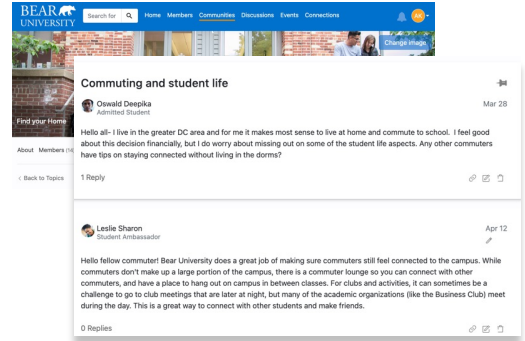 BEAR
UNIVERSITY
Search for
Home Members Communities Discussions Events Connections
AK
Change image
Find your Home
About Members
< Back to Topics
Commuting and student life
Oswald Deepika
Mar 28
Admitted Student
Hello all- I live in the greater DC area and for me it makes most sense to live at home and commute to school. I feel good
about this decision financially, but I do worry about missing out on some of the student life aspects. Any other commuters
have tips on staying connected without living in the dorms?
1 Reply
Leslie Sharon
Apr 12
Student Ambassador
Hello fellow commuter! Bear University does a great job of making sure commuters still feel connected to the campus. While
commuters don't make up a large portion of the campus, there is a commuter lounge so you can connect with other
commuters, and have a place to hang out on campus in between classes. For clubs and activities, it can sometimes be a
challenge to go to club meetings that are later at night, but many of the academic organizations (like the Business Club) meet
during the day. This is a great way to connect with other students and make friends.
0 Replies